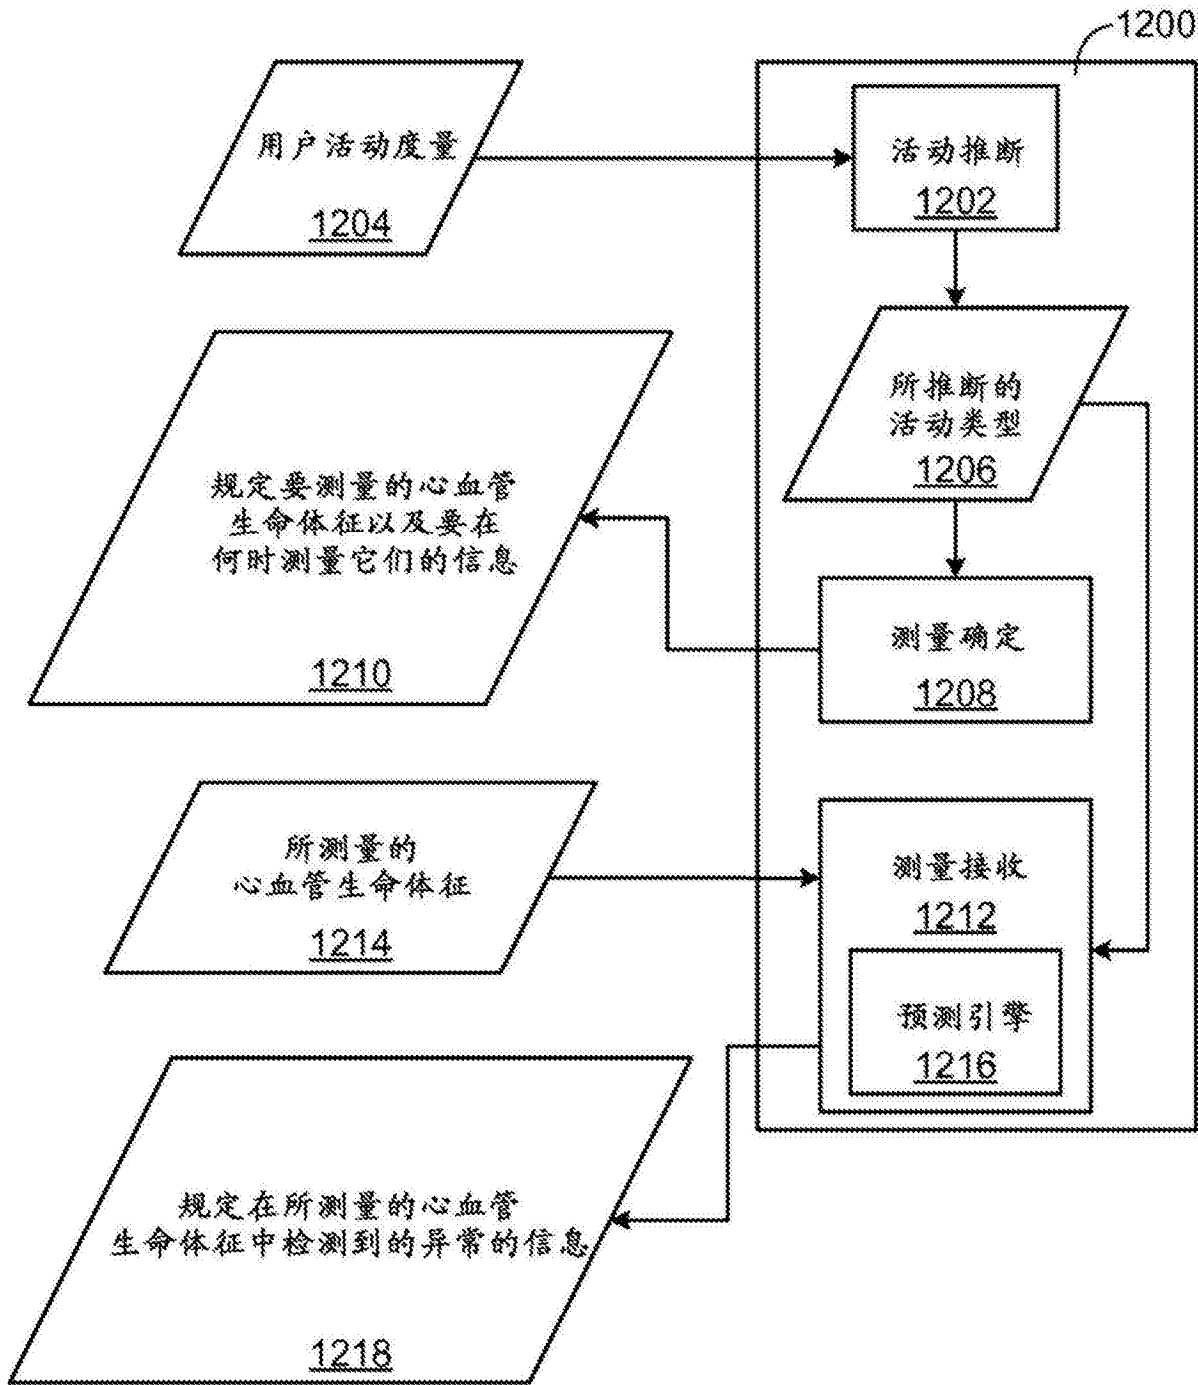 1200
用户活动度量
1204
活动推断
1202
所推断的
活动类型
1206
规定要测量的心血管
生命体征以及要在
何时测量它们的信息
1210
测量确定
1208
所测量的
心血管生命体征
1214
测量接收
1212
预测引擎
1216
规定在所测量的心血管
生命体征中检测到的异常的信息
1218